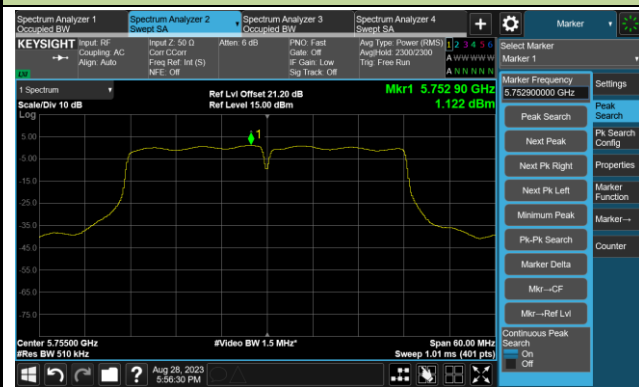 Spectrum Analyzer 1
Occupied BW
Spectrum Analyzer 2
Swept SA
Spectrum Analyzer 3
Occupied BW
Spectrum Analyzer 4
Swept SA
+
Marker
KEYSIGHT
Input: RF
Coupling: AC
Align: Auto
Input Z: 50 Ω
Corr CCorr
Freq Ref: Int (S)
NFE: Off
Atten: 6 dB
PNO: Fast
Gate: Off
IF Gain: Low
Sig Track: Off
Avg Type: Power (RMS)
Avg|Hold: 2300/2300
Trig: Free Run
1 2 3 4 5 6
A W W W W W
A N N N N N
Select Marker
Marker 1
1 Spectrum
Scale/Div 10 dB
Log
Ref Lvl Offset 21.20 dB
Ref Level 15.00 dBm
Mkr1 5.752 90 GHz
1.122 dBm
1
5.00
-5.00
-15.0
-25.0
-35.0
-45.0
-55.0
-65.0
-75.0
Center 5.75500 GHz
#Res BW 510 kHz
#Video BW 1.5 MHz*
Span 60.00 MHz
Sweep 1.01 ms (401 pts)
Marker Frequency
5.752900000 GHz
Peak Search
Next Peak
Next Pk Right
Next Pk Left
Minimum Peak
Pk-Pk Search
Marker Delta
Mkr→CF
Mkr→Ref Lvl
Continuous Peak
Search
On
Off
Settings
Peak
Search
Pk Search
Config
Properties
Marker
Function
Marker→
Counter
?
Aug 28, 2023
5:56:30 PM